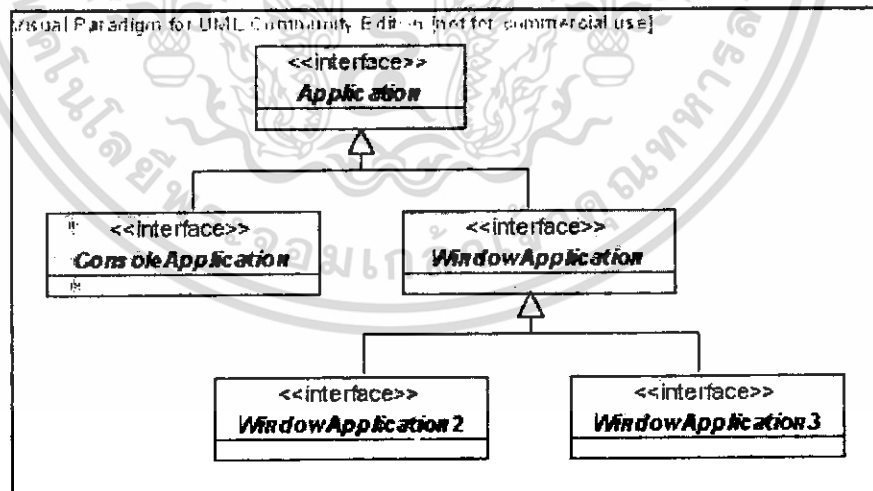 Visual Paradigm for UML Community Edition [not for commercial use]
<<interface>>
Application
<<interface>>
ConsoleApplication
<<interface>>
WindowApplication
<<interface>>
WindowApplication2
<<interface>>
WindowApplication3